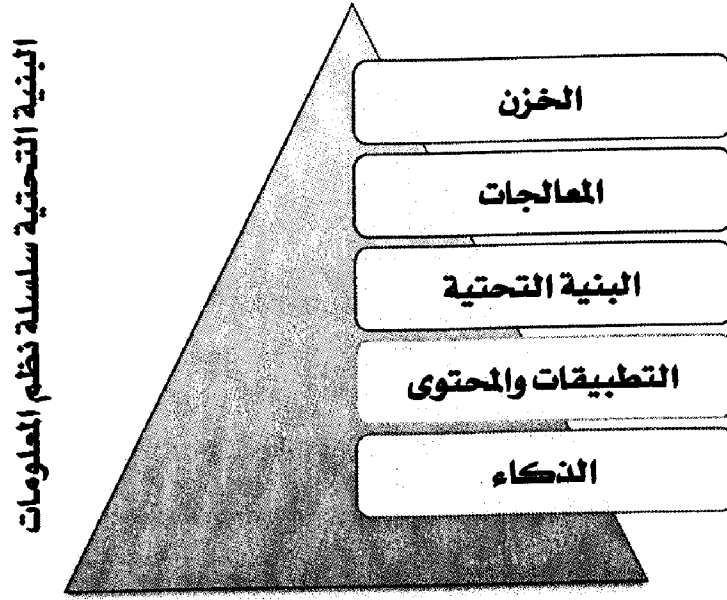 البنية التحتية سلسلة نظم المعلومات
الخزن
المعالجات
البنية التحتية
التطبيقات والمحتوى
الذكاء